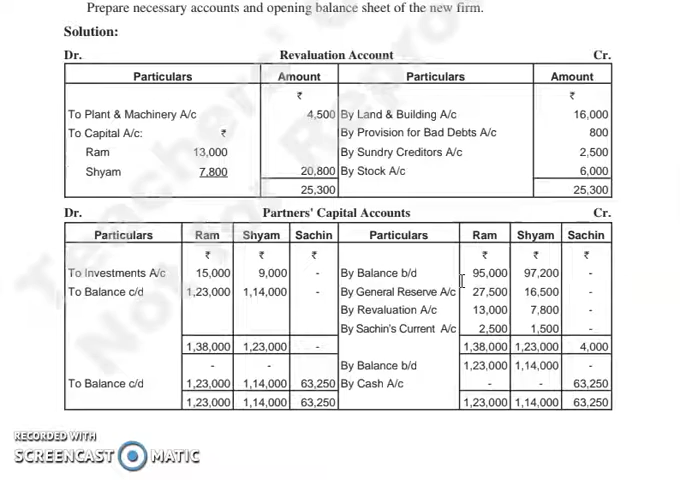 Prepare necessary accounts and opening balance sheet of the new firm.
Solution:
Dr. Revaluation Account Cr.
Particulars Amount Particulars Amount
₹ ₹
To Plant & Machinery A/c 4,500 By Land & Building A/c 16,000
To Capital A/c: ₹ By Provision for Bad Debts A/c 800
Ram 13,000 By Sundry Creditors A/c 2,500
Shyam 7,800 20,800 By Stock A/c 6,000
25,300 25,300
Dr. Partners' Capital Accounts Cr.
Particulars Ram Shyam Sachin Particulars Ram Shyam Sachin
₹ ₹ ₹ ₹ ₹ ₹
To Investments A/c 15,000 9,000 - By Balance b/d 95,000 97,200 -
To Balance c/d 1,23,000 1,14,000 - By General Reserve A/c 27,500 16,500 -
By Revaluation A/c 13,000 7,800 -
By Sachin's Current A/c 2,500 1,500 -
1,38,000 1,23,000 - 1,38,000 1,23,000 4,000
- - By Balance b/d 1,23,000 1,14,000 -
To Balance c/d 1,23,000 1,14,000 63,250 By Cash A/c - - 63,250
1,23,000 1,14,000 63,250 1,23,000 1,14,000 63,250
RECORDED WITH
SCREENCAST MATIC